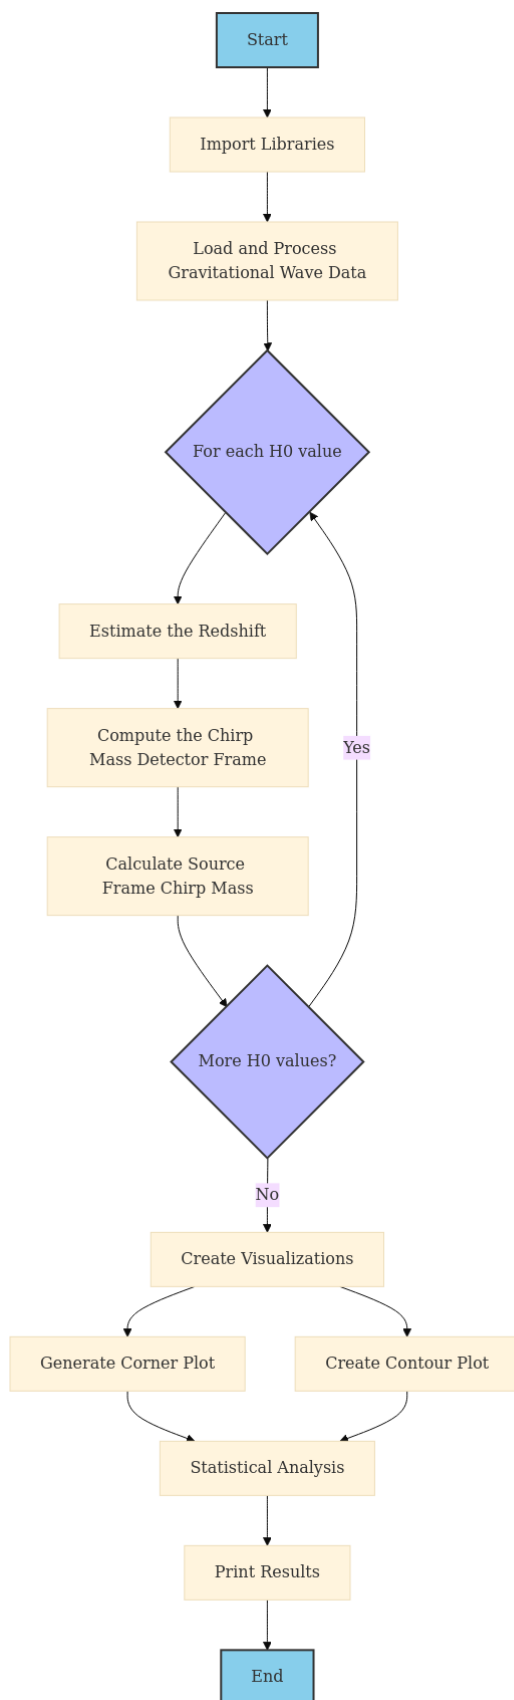 Start
Import Libraries
Load and Process
Gravitational Wave Data
For each H0 value
Estimate the Redshift
Compute the Chirp
Mass Detector Frame
Yes
Calculate Source
Frame Chirp Mass
More H0 values?
No
Create Visualizations
Generate Corner Plot
Create Contour Plot
Statistical Analysis
Print Results
End